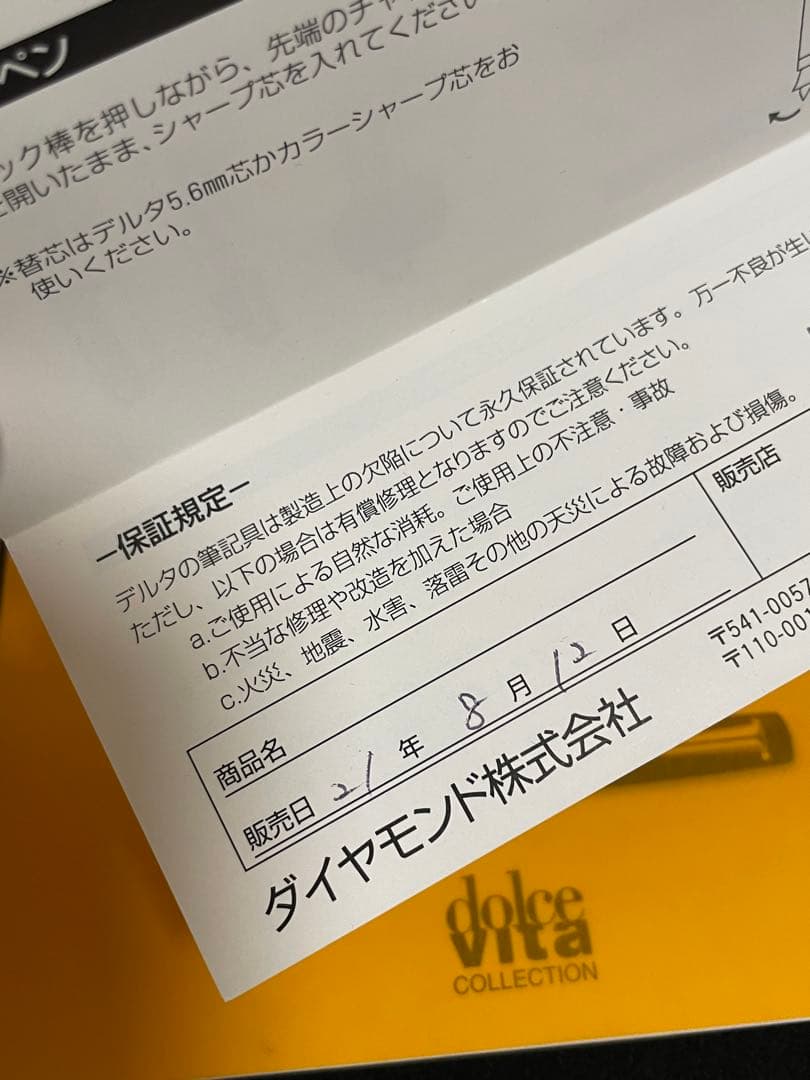 ペン
ック棒を押しながら、先端のチャ
開いたまま、シャープ芯を入れてください
※替芯はデルタ5.6mm芯かカラーシャープ芯をお
使いください。
ー保証規定ー
デルタの筆記具は製造上の欠陥について永久保証されています。万一不良が生じ
ただし、以下の場合は有償修理となりますのでご注意ください。
a.ご使用による自然な消耗。ご使用上の不注意・事故
b.不当な修理や改造を加えた場合
c.火災、地震、水害、落雷その他の天災による故障および損傷。
商品名
販売日 21年 8月 12日
販売店
ダイヤモンド株式会社
〒541-0057
〒110-001
dolce
vita
COLLECTION